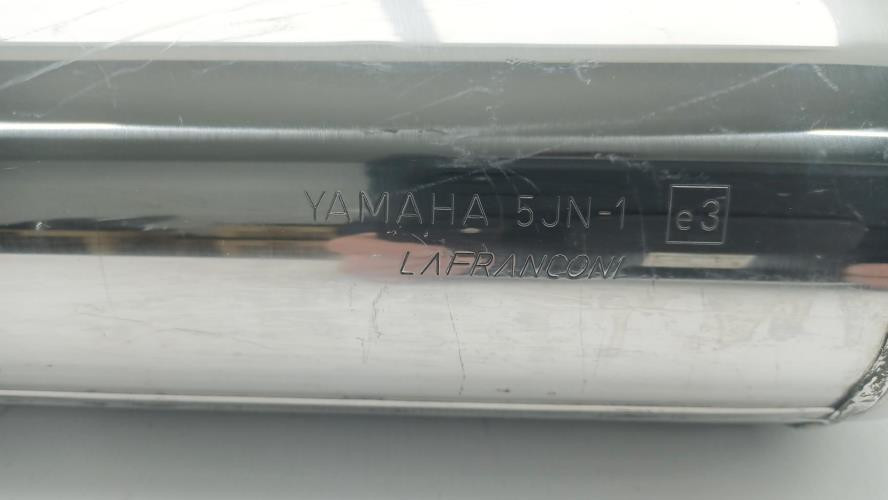 YAMAHA 5JN-1 e3
LAFRANCONI